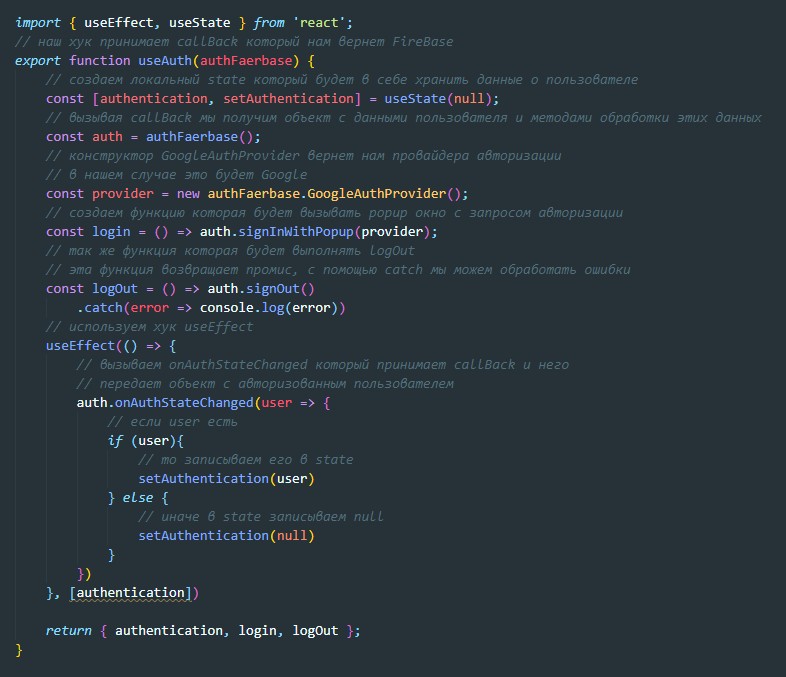 import { useEffect, useState } from 'react';
// наш хук принимает callBack который нам вернет FireBase
export function useAuth(authFaerbase) {
    // создаем локальный state который будет в себе хранить данные о пользователе
    const [authentication, setAuthentication] = useState(null);
    // вызывая callBack мы получим объект с данными пользователя и методами обработки этих данных
    const auth = authFaerbase();
    // конструктор GoogleAuthProvider вернет нам провайдера авторизации
    // в нашем случае это будет Google
    const provider = new authFaerbase.GoogleAuthProvider();
    // создаем функцию которая будет вызывать popup окно с запросом авторизации
    const login = () => auth.signInWithPopup(provider);
    // так же функция которая будет выполнять logOut
    // эта функция возвращает промис, с помощью catch мы можем обработать ошибки
    const logOut = () => auth.signOut()
        .catch(error => console.log(error))
    // используем хук useEffect
    useEffect(() => {
        // вызываем onAuthStateChanged который принимает callBack и него
        // передает объект с авторизованным пользователем
        auth.onAuthStateChanged(user => {
            // если user есть
            if (user){
                // то записываем его в state
                setAuthentication(user)
            } else {
                // иначе в state записываем null
                setAuthentication(null)
            }
        })
    }, [authentication])
    return { authentication, login, logOut };
}